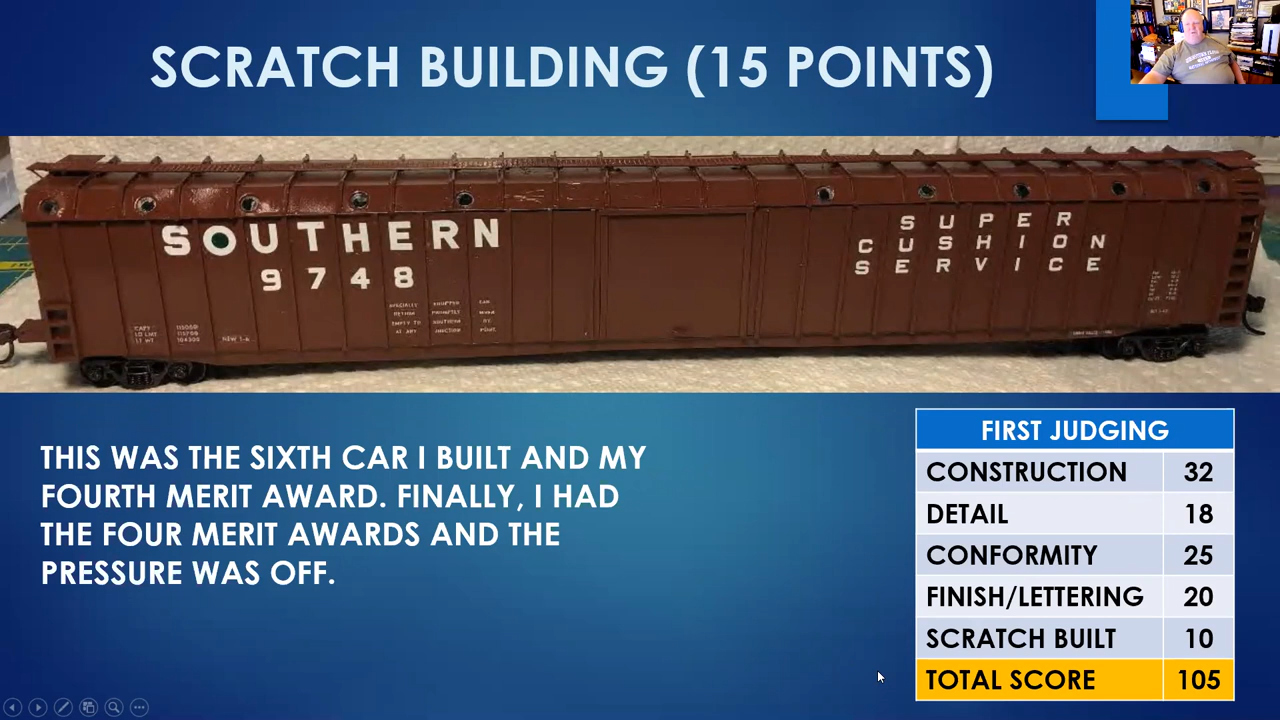 SCRATCH BUILDING (15 POINTS)
SOUTHERN
9748
SUPER
CUSHION
SERVICE
THIS WAS THE SIXTH CAR I BUILT AND MY
FOURTH MERIT AWARD. FINALLY, I HAD
THE FOUR MERIT AWARDS AND THE
PRESSURE WAS OFF.
FIRST JUDGING
CONSTRUCTION 32
DETAIL 18
CONFORMITY 25
FINISH/LETTERING 20
SCRATCH BUILT 10
TOTAL SCORE 105